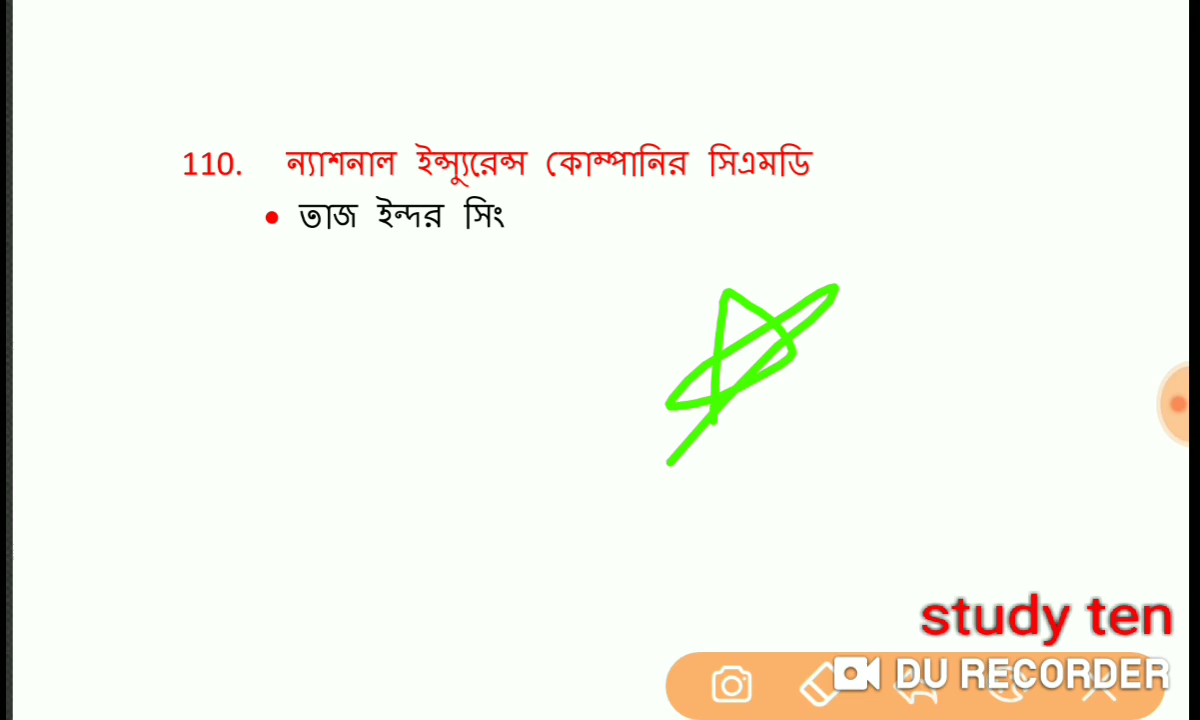 110. ন্যাশনাল ইন্স্যুরেন্স কোম্পানির সিএমডি
• তাজ ইন্দর সিং
study ten
DU RECORDER